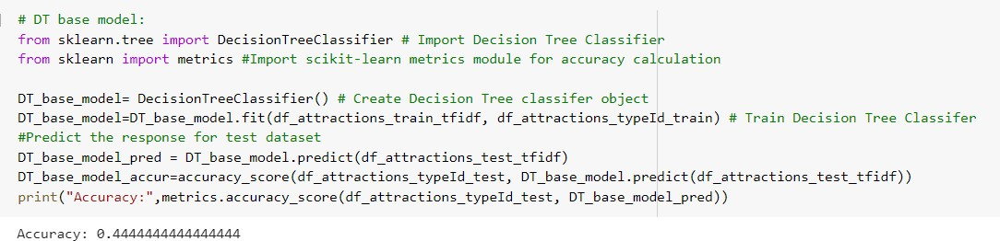 # DT base model:
from sklearn.tree import DecisionTreeClassifier # Import Decision Tree Classifier
from sklearn import metrics #Import scikit-learn metrics module for accuracy calculation
DT_base_model= DecisionTreeClassifier() # Create Decision Tree classifer object
DT_base_model=DT_base_model.fit(df_attractions_train_tfidf, df_attractions_typeId_train) # Train Decision Tree Classifer
#Predict the response for test dataset
DT_base_model_pred = DT_base_model.predict(df_attractions_test_tfidf)
DT_base_model_accur=accuracy_score(df_attractions_typeId_test, DT_base_model.predict(df_attractions_test_tfidf))
print("Accuracy:",metrics.accuracy_score(df_attractions_typeId_test, DT_base_model_pred))
Accuracy: 0.4444444444444444